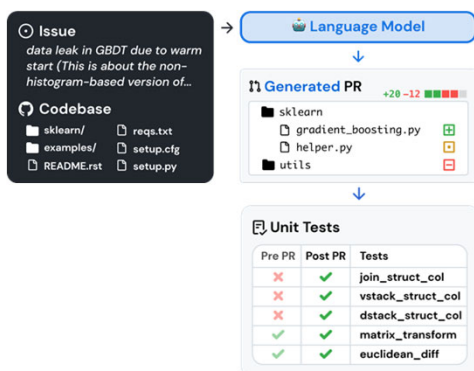 Issue
data leak in GBDT due to warm
start (This is about the non-
histogram-based version of...
Codebase
sklearn/
reqs.txt
examples/
setup.cfg
README.rst
setup.py
Language Model
Generated PR
+20 -12
sklearn
gradient_boosting.py
helper.py
utils
Unit Tests
Pre PR Post PR Tests
join_struct_col
vstack_struct_col
dstack_struct_col
matrix_transform
euclidean_diff